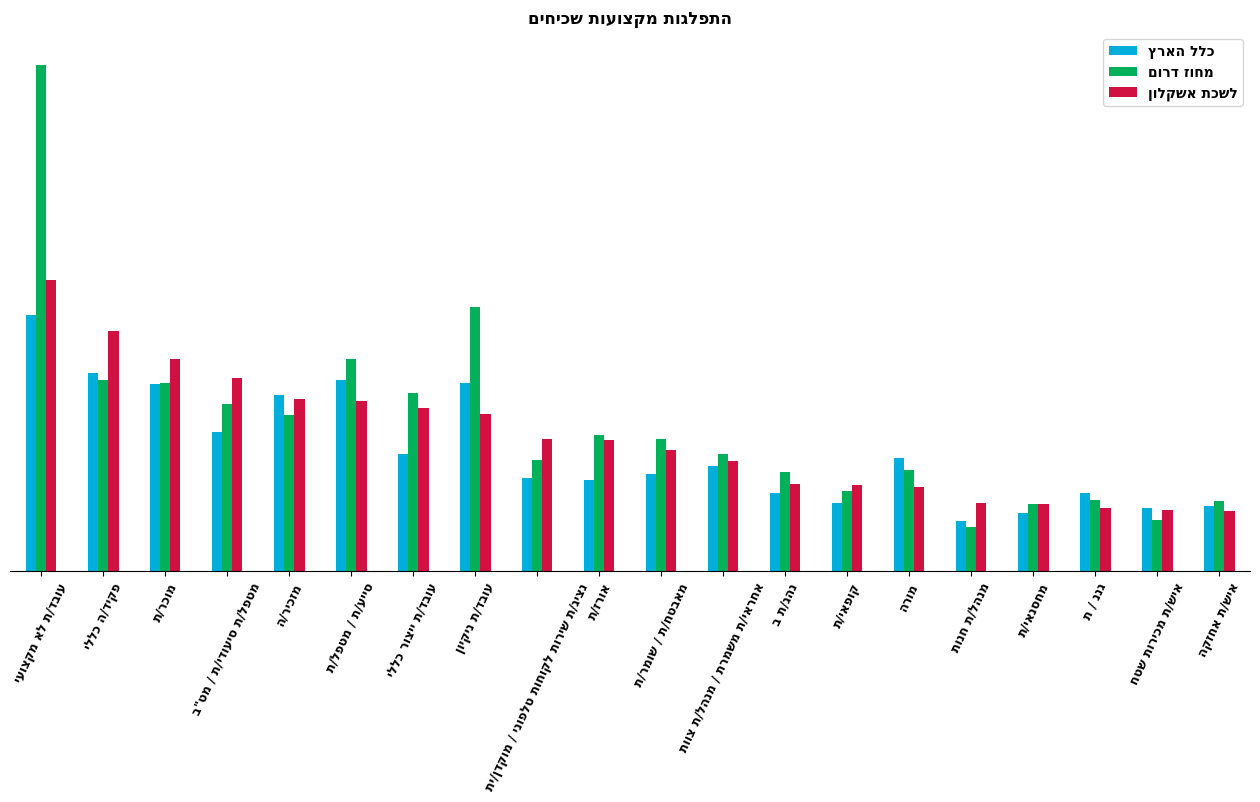 התפלגות מקצועות שכיחים
כלל הארץ
מחוז דרום
לשכת אשקלון
עובד/ת לא מקצועי
פקיד/ה כללי
מוכר/ת
מטפל/ת סיעודי/ת / מט"ב
מזכיר/ה
סייע/ת / מטפל/ת
עובד/ת ייצור כללי
עובד/ת ניקיון
נציג/ת שירות לקוחות טלפוני / מוקדן/ית
אורז/ת
מאבטח/ת / שומר/ת
אחראי/ת משמרת / מנהל/ת צוות
נהג/ת ב
קופאי/ת
מורה
מנהל/ת חנות
מחסנאי/ת
גנן / ת
איש/ת מכירות שטח
איש/ת אחזקה